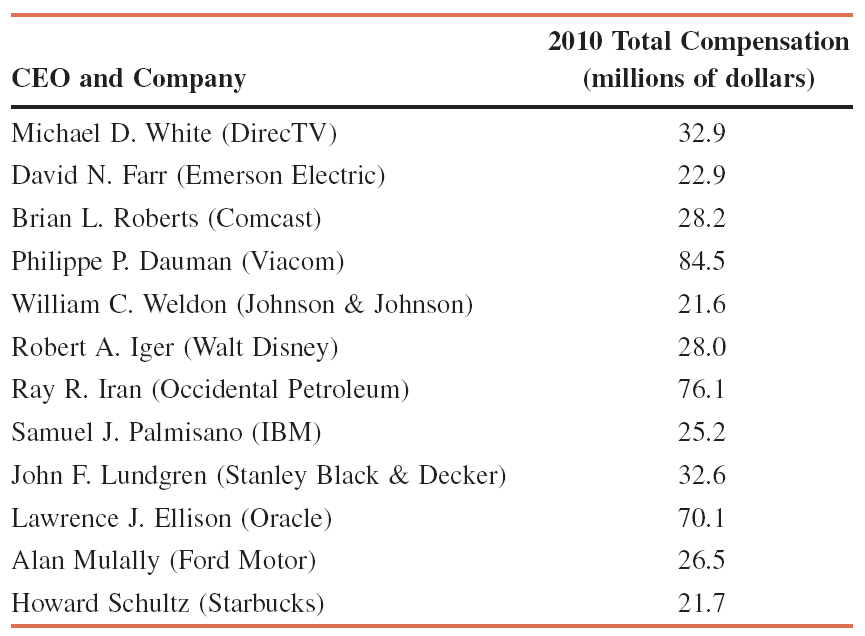 2010 Total Compensation
CEO and Company (millions of dollars)
Michael D. White (DirecTV) 32.9
David N. Farr (Emerson Electric) 22.9
Brian L. Roberts (Comcast) 28.2
Philippe P. Dauman (Viacom) 84.5
William C. Weldon (Johnson & Johnson) 21.6
Robert A. Iger (Walt Disney) 28.0
Ray R. Iran (Occidental Petroleum) 76.1
Samuel J. Palmisano (IBM) 25.2
John F. Lundgren (Stanley Black & Decker) 32.6
Lawrence J. Ellison (Oracle) 70.1
Alan Mulally (Ford Motor) 26.5
Howard Schultz (Starbucks) 21.7